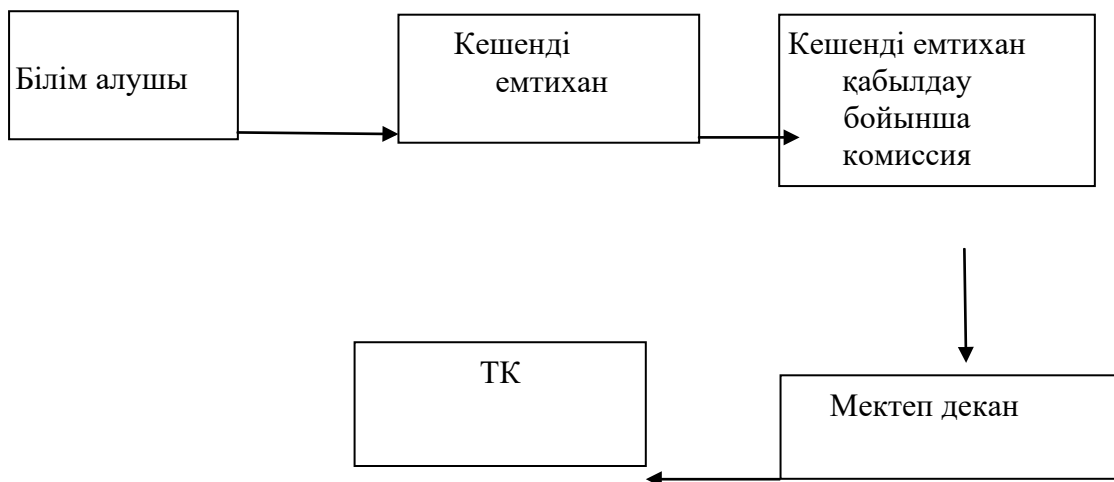 Білім алушы
Кешенді
емтихан
Кешенді емтихан
қабылдау
бойынша
комиссия
ТК
Мектеп декан